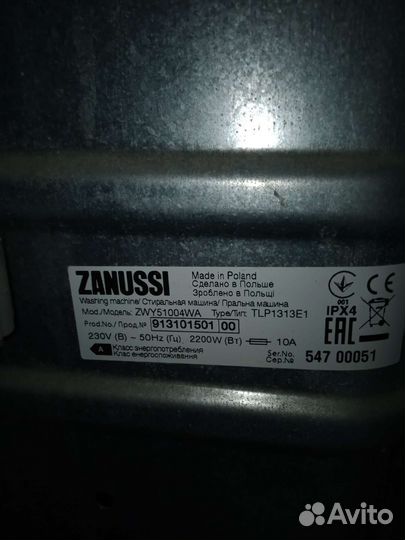 ZANUSSI
Made in Poland
Сделано в Польше
Зроблено в Польщі
Washing machine/ Стиральная машина/ Пральна машина
Mod./Модель: ZWY51004WA Type/Тип: TLP1313E1
Prod.No./ Прод.№ 913101501 00
230V (В) ~ 50Hz (Гц) 2200W (Вт) 10A
A Класс энергопотребления
Клас енергоспоживання
Ser.No. 547 00051
Сер.№
001
IPX4
EAC
Avito